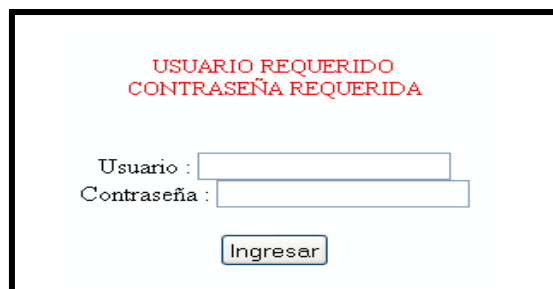 USUARIO REQUERIDO
CONTRASEÑA REQUERIDA
Usuario :
Contraseña :
Ingresar